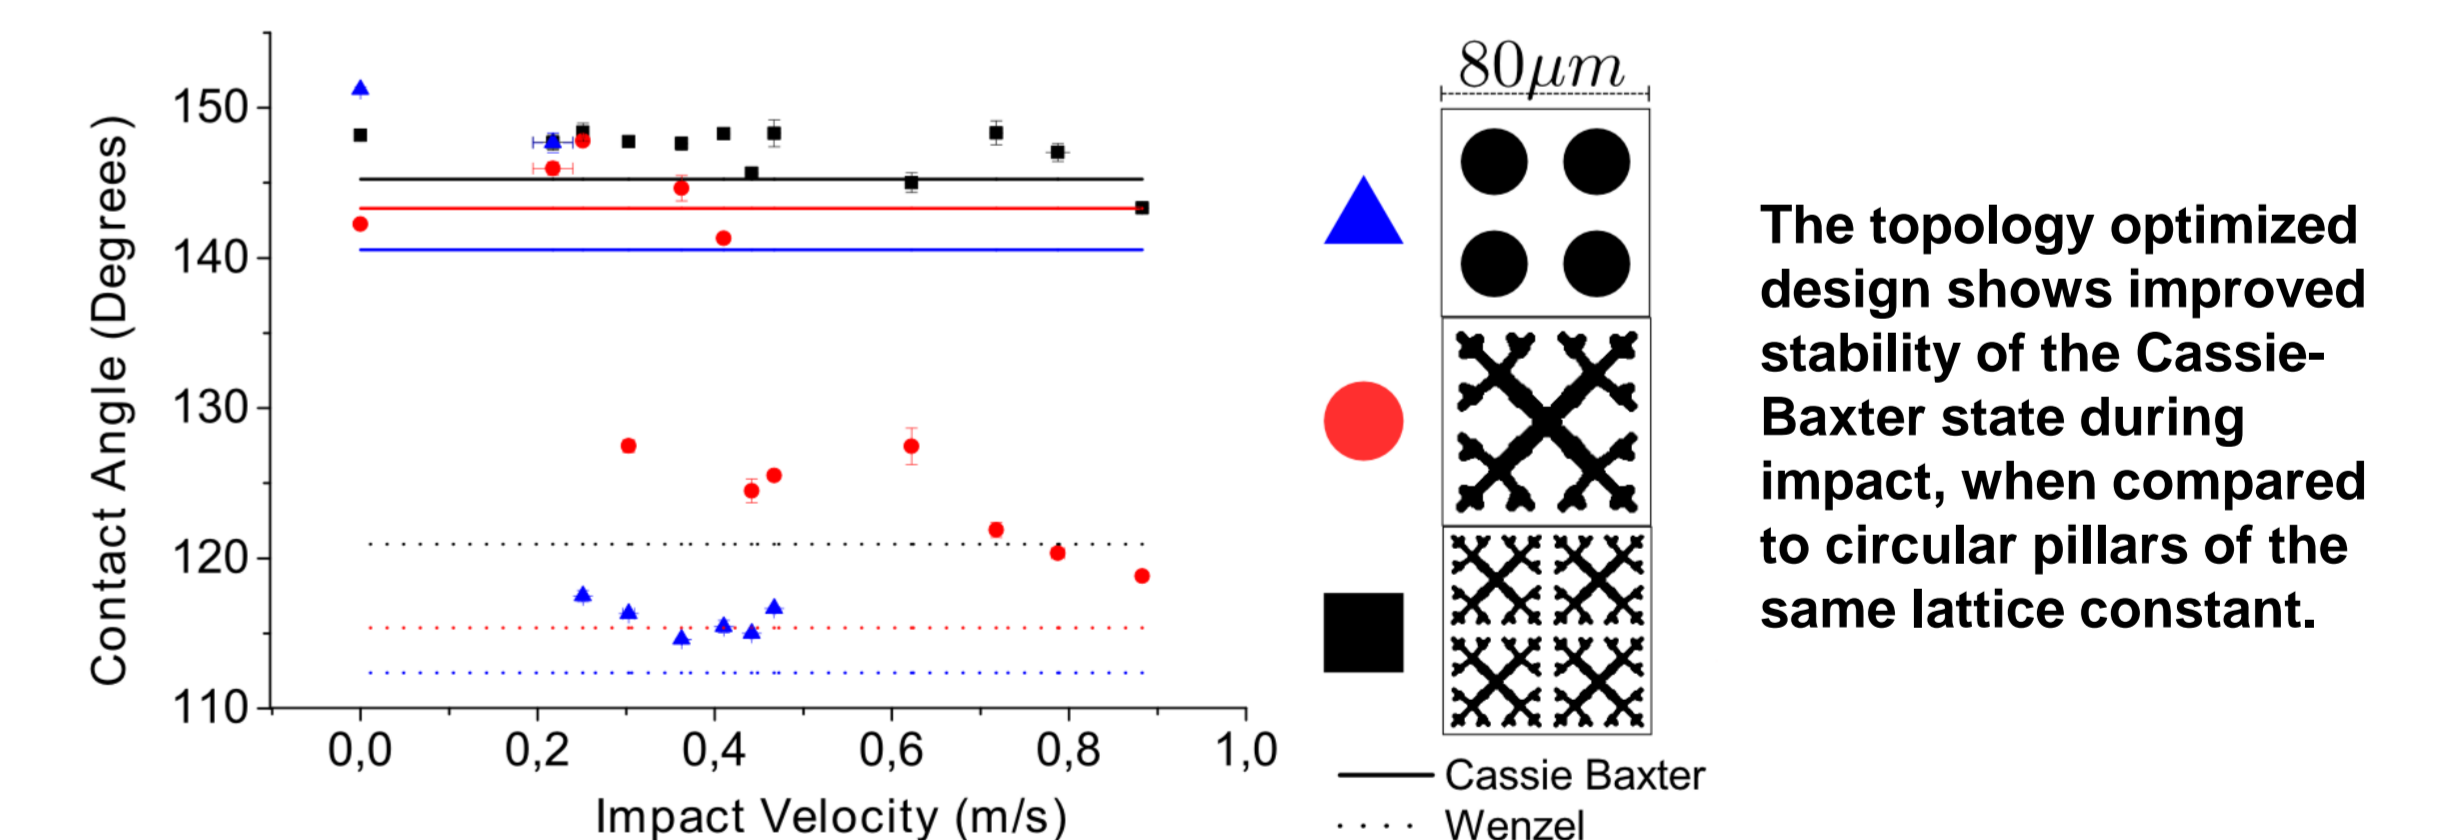 150
140
130
120
110
Contact Angle (Degrees)
0,0 0,2 0,4 0,6 0,8 1,0
Impact Velocity (m/s)
80μm
Cassie Baxter
Wenzel
The topology optimized
design shows improved
stability of the Cassie-
Baxter state during
impact, when compared
to circular pillars of the
same lattice constant.